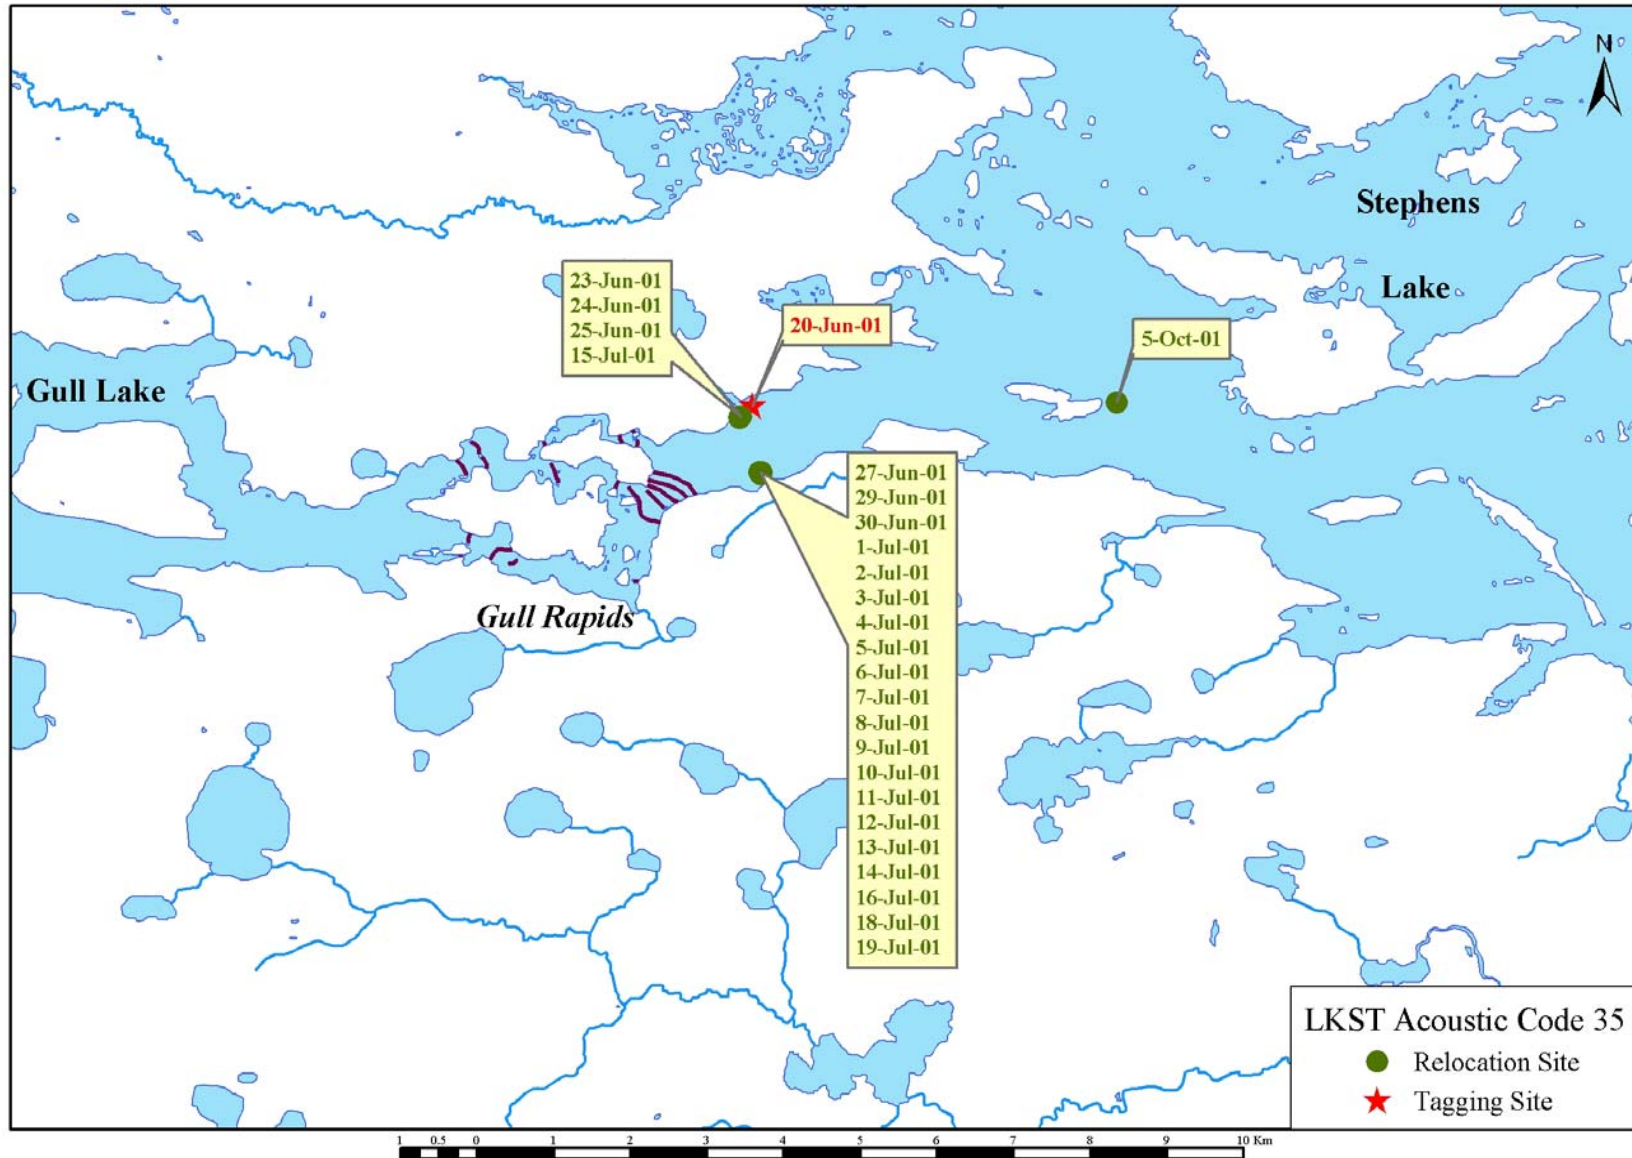 N
Stephens
Lake
23-Jun-01
24-Jun-01
25-Jun-01
15-Jul-01
20-Jun-01
5-Oct-01
Gull Lake
27-Jun-01
29-Jun-01
30-Jun-01
1-Jul-01
2-Jul-01
3-Jul-01
4-Jul-01
5-Jul-01
6-Jul-01
7-Jul-01
8-Jul-01
9-Jul-01
10-Jul-01
11-Jul-01
12-Jul-01
13-Jul-01
14-Jul-01
16-Jul-01
18-Jul-01
19-Jul-01
Gull Rapids
LKST Acoustic Code 35
Relocation Site
Tagging Site
1 0.5 0 1 2 3 4 5 6 7 8 9 10 Km